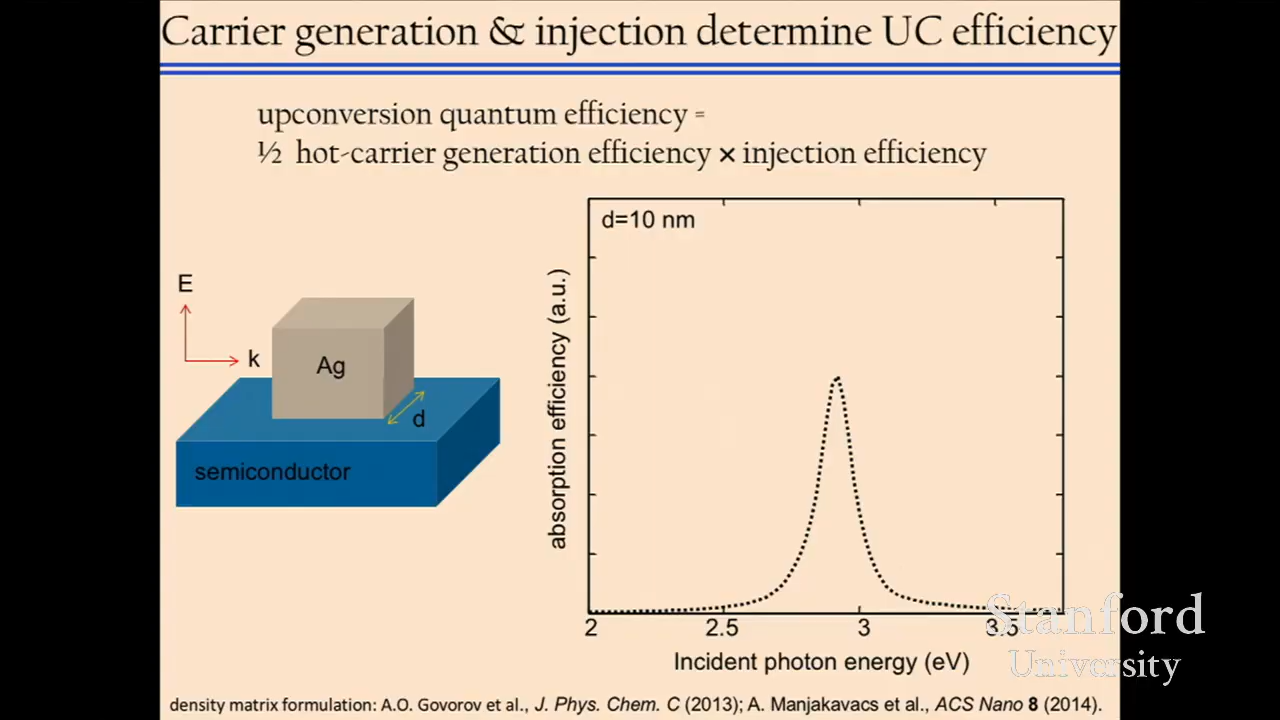 Carrier generation & injection determine UC efficiency
upconversion quantum efficiency =
½ hot-carrier generation efficiency × injection efficiency
d=10 nm
E
k
Ag
d
semiconductor
absorption efficiency (a.u.)
2 2.5 3 3.5
Incident photon energy (eV)
Stanford
University
density matrix formulation: A.O. Govorov et al., J. Phys. Chem. C (2013); A. Manjakavacs et al., ACS Nano 8 (2014).